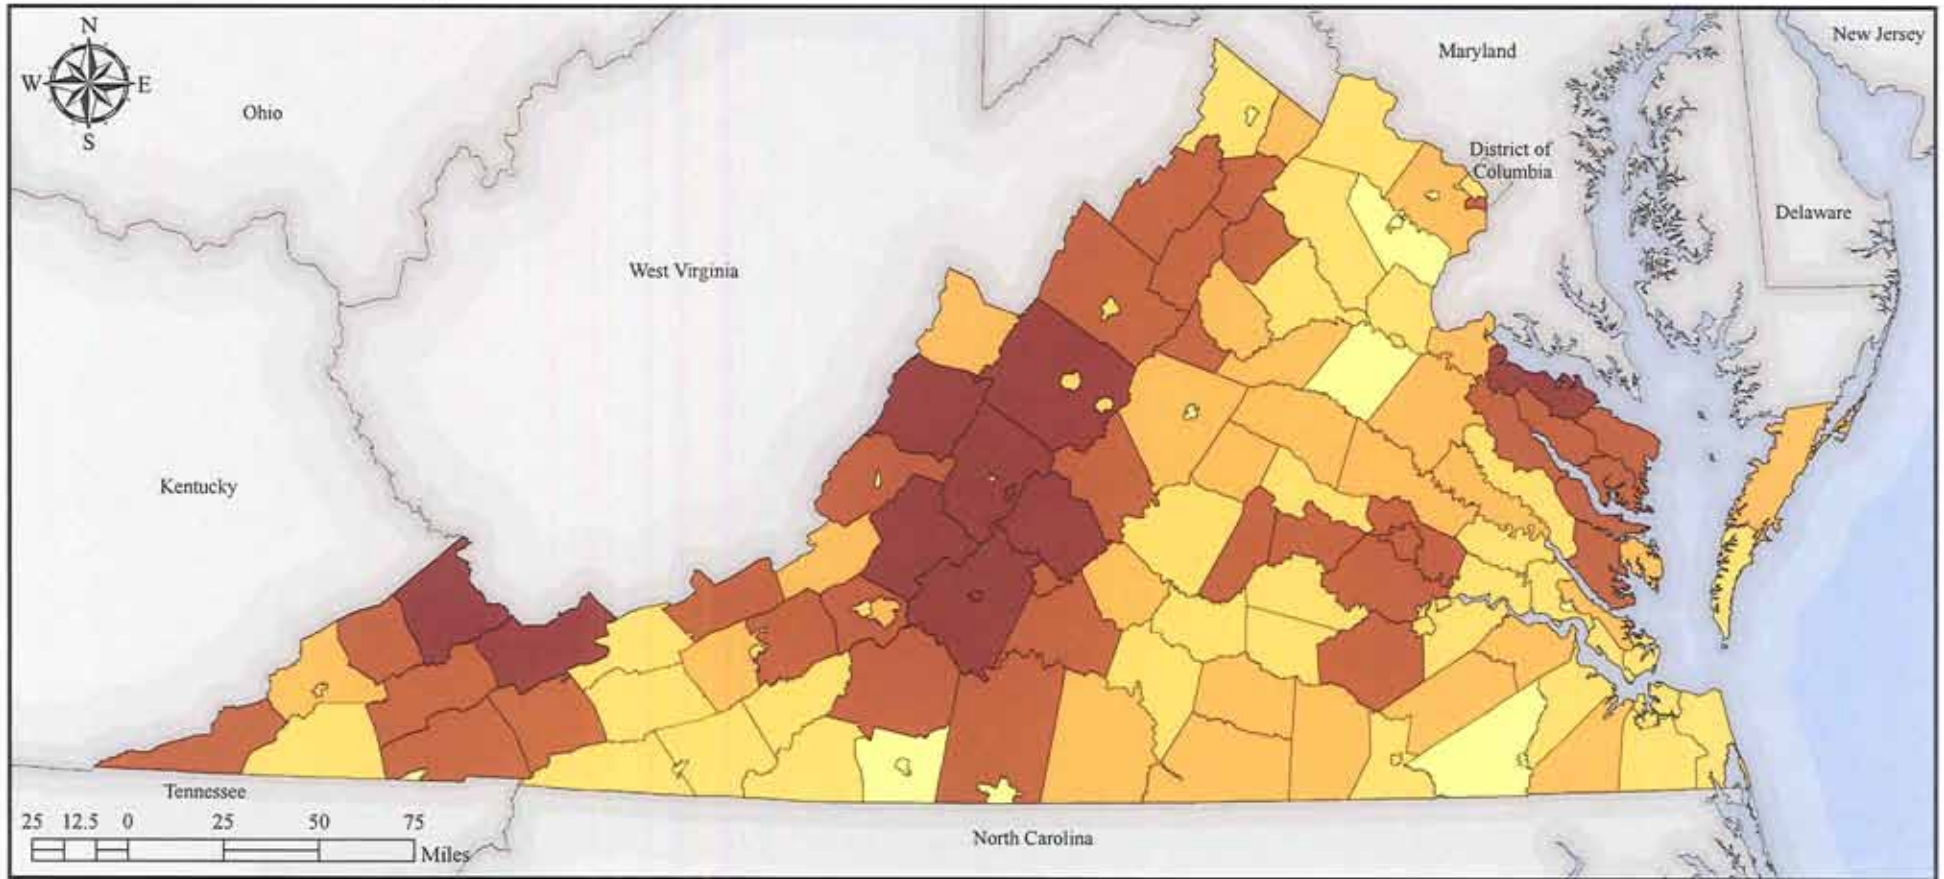 N
W E
S
Ohio
Maryland
New Jersey
District of
Columbia
Delaware
West Virginia
Kentucky
Tennessee
North Carolina
25 12.5 0 25 50 75
Miles